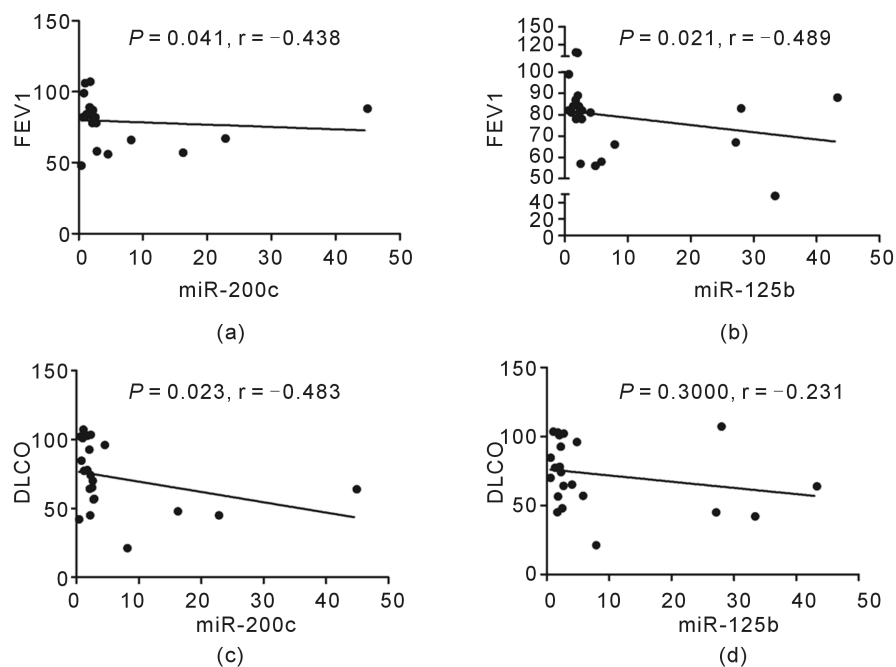 P = 0.041, r = −0.438
150
100
50
0
FEV1
0 10 20 30 40 50
miR-200c
(a)
P = 0.021, r = −0.489
150
120
100
90
80
70
60
50
40
20
0
FEV1
0 10 20 30 40 50
miR-125b
(b)
P = 0.023, r = −0.483
150
100
50
0
DLCO
0 10 20 30 40 50
miR-200c
(c)
P = 0.3000, r = −0.231
150
100
50
0
DLCO
0 10 20 30 40 50
miR-125b
(d)